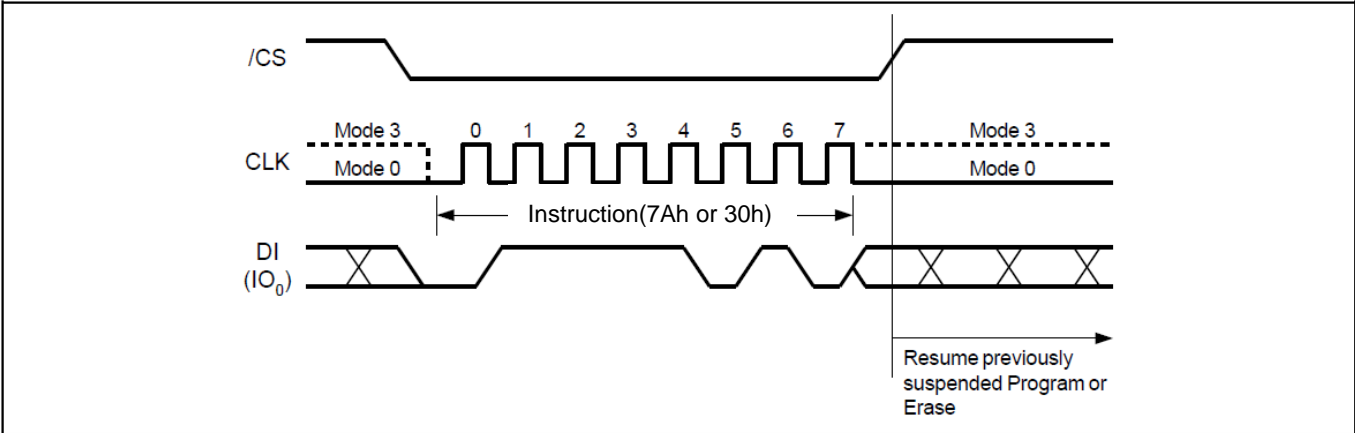 /CS
Mode 3 0 1 2 3 4 5 6 7 Mode 3
CLK
Mode 0 Mode 0
Instruction(7Ah or 30h)
DI
(IO0)
Resume previously
suspended Program or
Erase